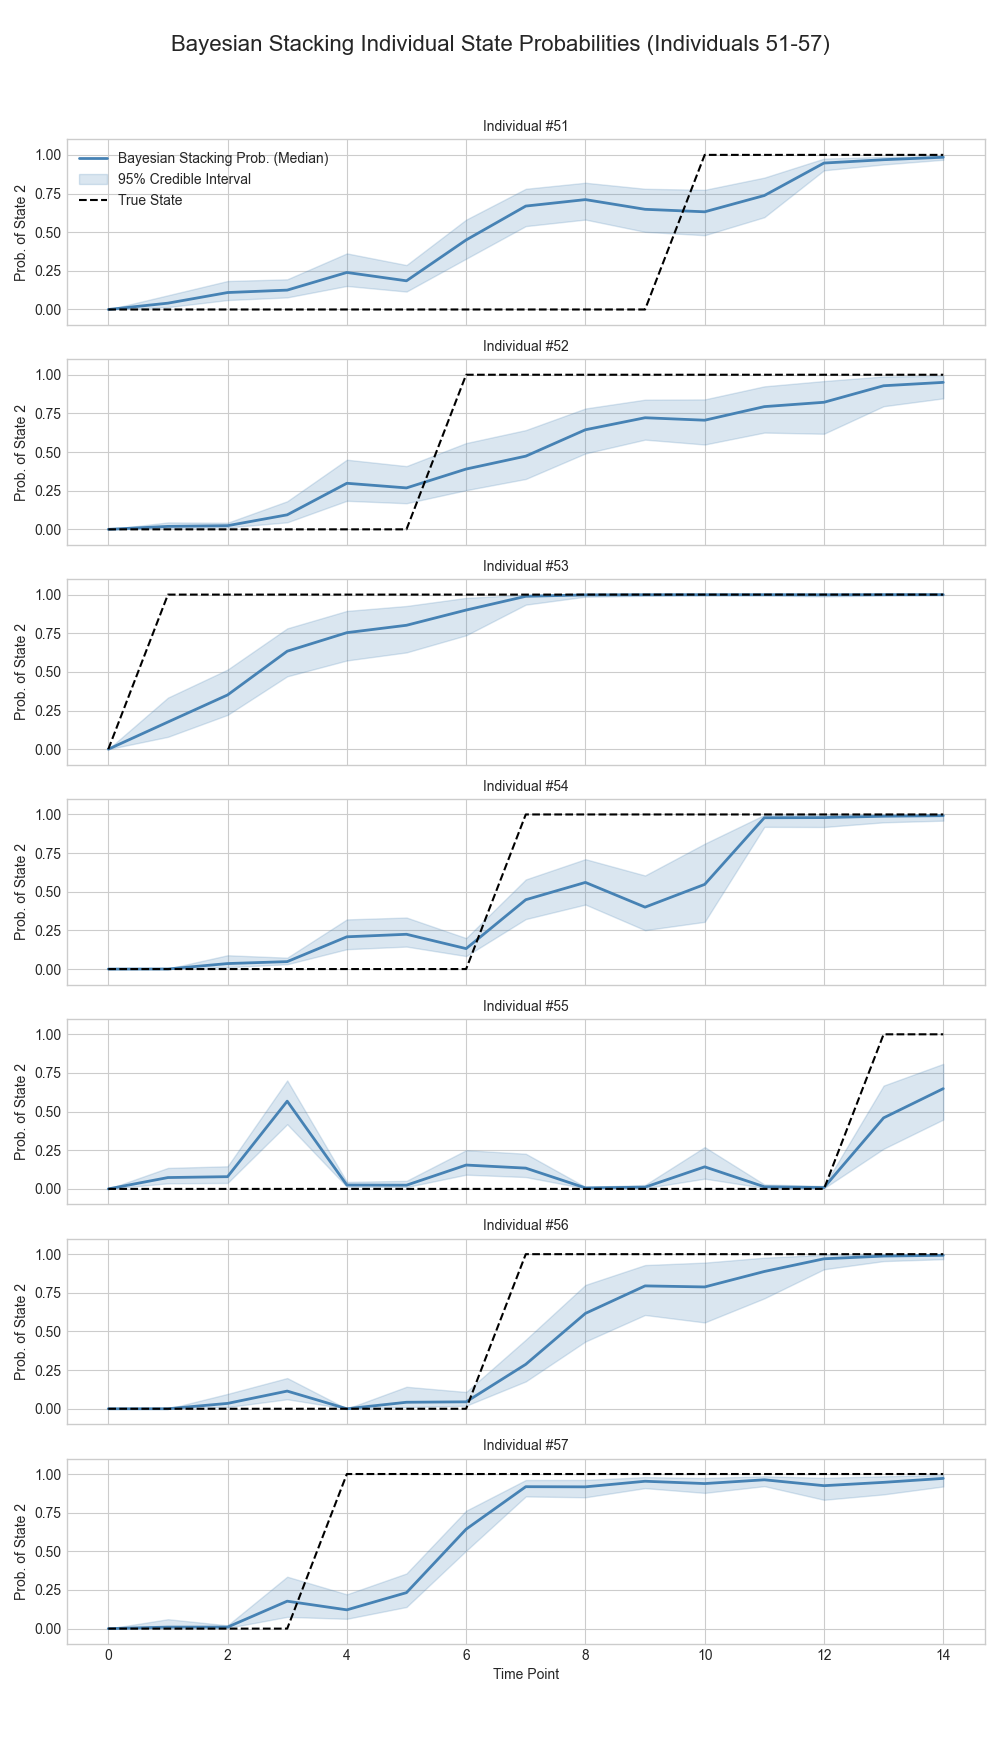 Bayesian Stacking Individual State Probabilities (Individuals 51-57)
Individual #51
Bayesian Stacking Prob. (Median)
95% Credible Interval
True State
Prob. of State 2
1.00
0.75
0.50
0.25
0.00
Individual #52
Prob. of State 2
1.00
0.75
0.50
0.25
0.00
Individual #53
Prob. of State 2
1.00
0.75
0.50
0.25
0.00
Individual #54
Prob. of State 2
1.00
0.75
0.50
0.25
0.00
Individual #55
Prob. of State 2
1.00
0.75
0.50
0.25
0.00
Individual #56
Prob. of State 2
1.00
0.75
0.50
0.25
0.00
Individual #57
Prob. of State 2
1.00
0.75
0.50
0.25
0.00
0 2 4 6 8 10 12 14
Time Point